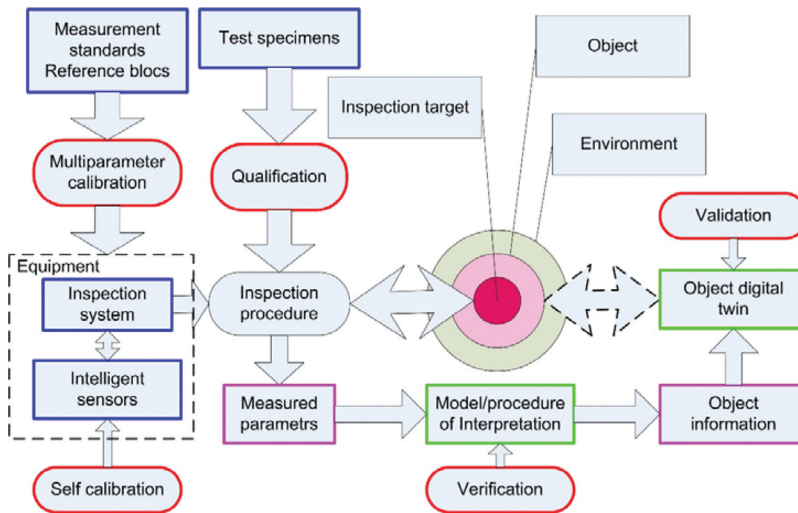 Measurement
standards
Reference blocs
Test specimens
Object
Inspection target
Environment
Multiparameter
calibration
Qualification
Validation
Equipment
Inspection
system
Inspection
procedure
Object digital
twin
Intelligent
sensors
Measured
parametrs
Model/procedure
of Interpretation
Object
information
Self calibration
Verification